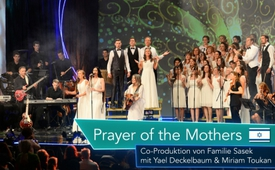 Prayer of the Mothers
Co-Produktion von Familie Sasek
mit Yael Deckelbaum & Miriam Toukan